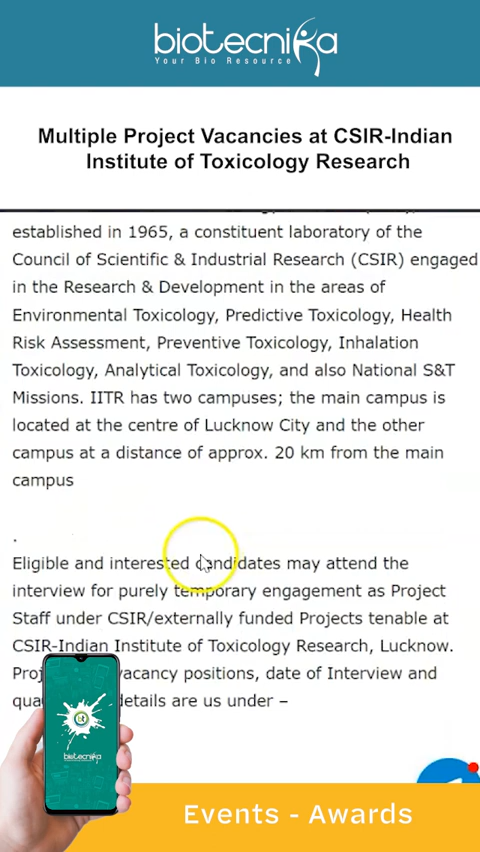 biotecnika
Your Bio Resource
Multiple Project Vacancies at CSIR-Indian
Institute of Toxicology Research
established in 1965, a constituent laboratory of the
Council of Scientific & Industrial Research (CSIR) engaged
in the Research & Development in the areas of
Environmental Toxicology, Predictive Toxicology, Health
Risk Assessment, Preventive Toxicology, Inhalation
Toxicology, Analytical Toxicology, and also National S&T
Missions. IITR has two campuses; the main campus is
located at the centre of Lucknow City and the other
campus at a distance of approx. 20 km from the main
campus
.
Eligible and interested candidates may attend the
interview for purely temporary engagement as Project
Staff under CSIR/externally funded Projects tenable at
CSIR-Indian Institute of Toxicology Research, Lucknow.
vacancy positions, date of Interview and
details are us under –
biotecnika
Events - Awards